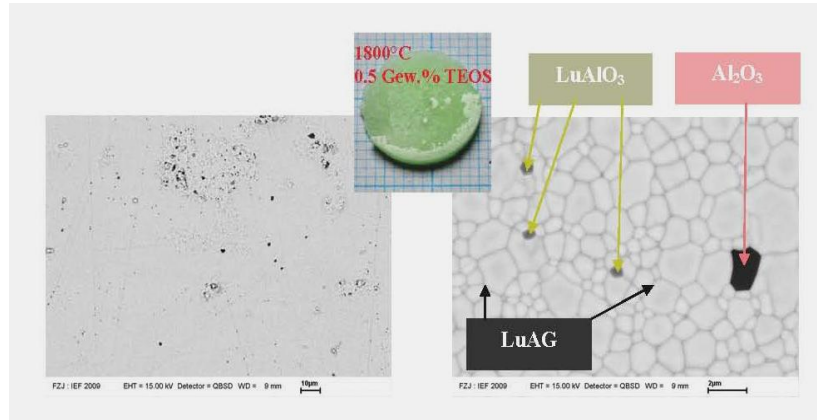 1800°C
0.5 Gew.% TEOS
LuAlO₃
Al₂O₃
LuAG
FZJ : IEF 2009 EHT = 15.00 kV Detector = QBSD WD = 9 mm 10µm
FZJ : IEF 2009 EHT = 15.00 kV Detector = QBSD WD = 9 mm 2µm